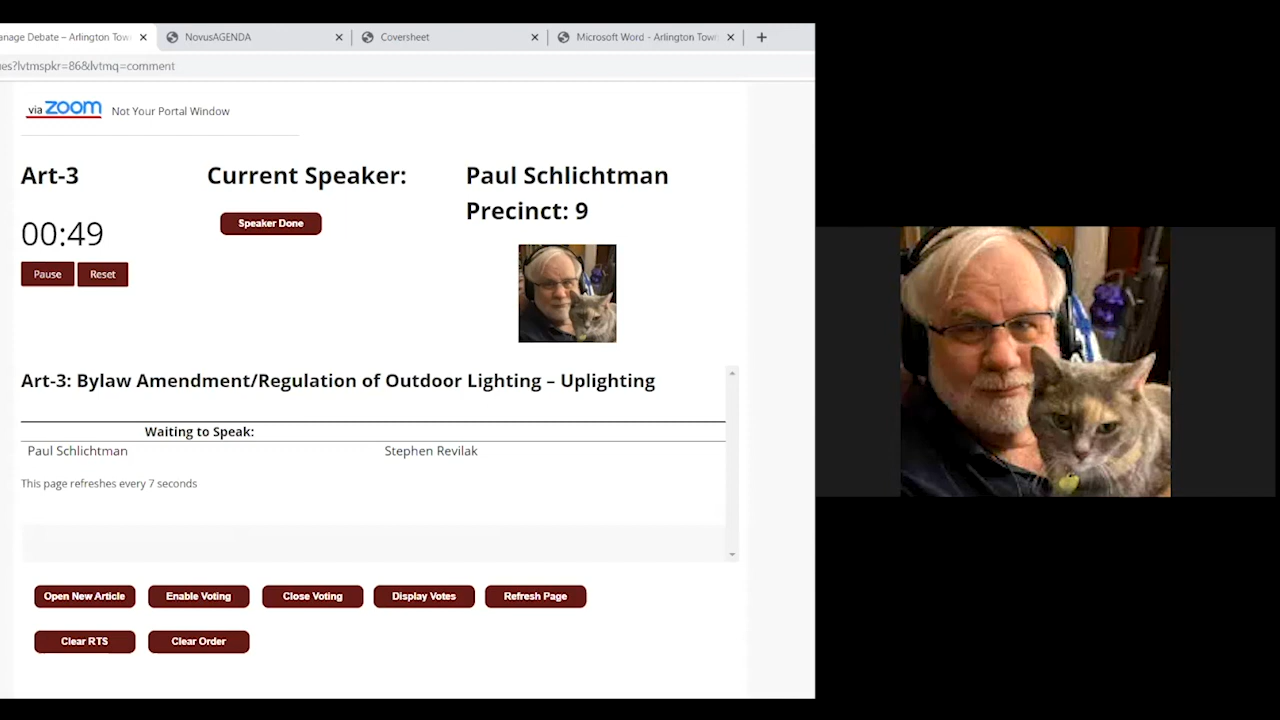 anage Debate – Arlington Tow
NovusAGENDA
Coversheet
Microsoft Word - Arlington Town
es?lvtmspkr=86&lvtmq=comment
via zoom Not Your Portal Window
Art-3
Current Speaker:
Paul Schlichtman
Precinct: 9
Speaker Done
00:49
Pause
Reset
Art-3: Bylaw Amendment/Regulation of Outdoor Lighting – Uplighting
Waiting to Speak:
Paul Schlichtman
Stephen Revilak
This page refreshes every 7 seconds
Open New Article
Enable Voting
Close Voting
Display Votes
Refresh Page
Clear RTS
Clear Order